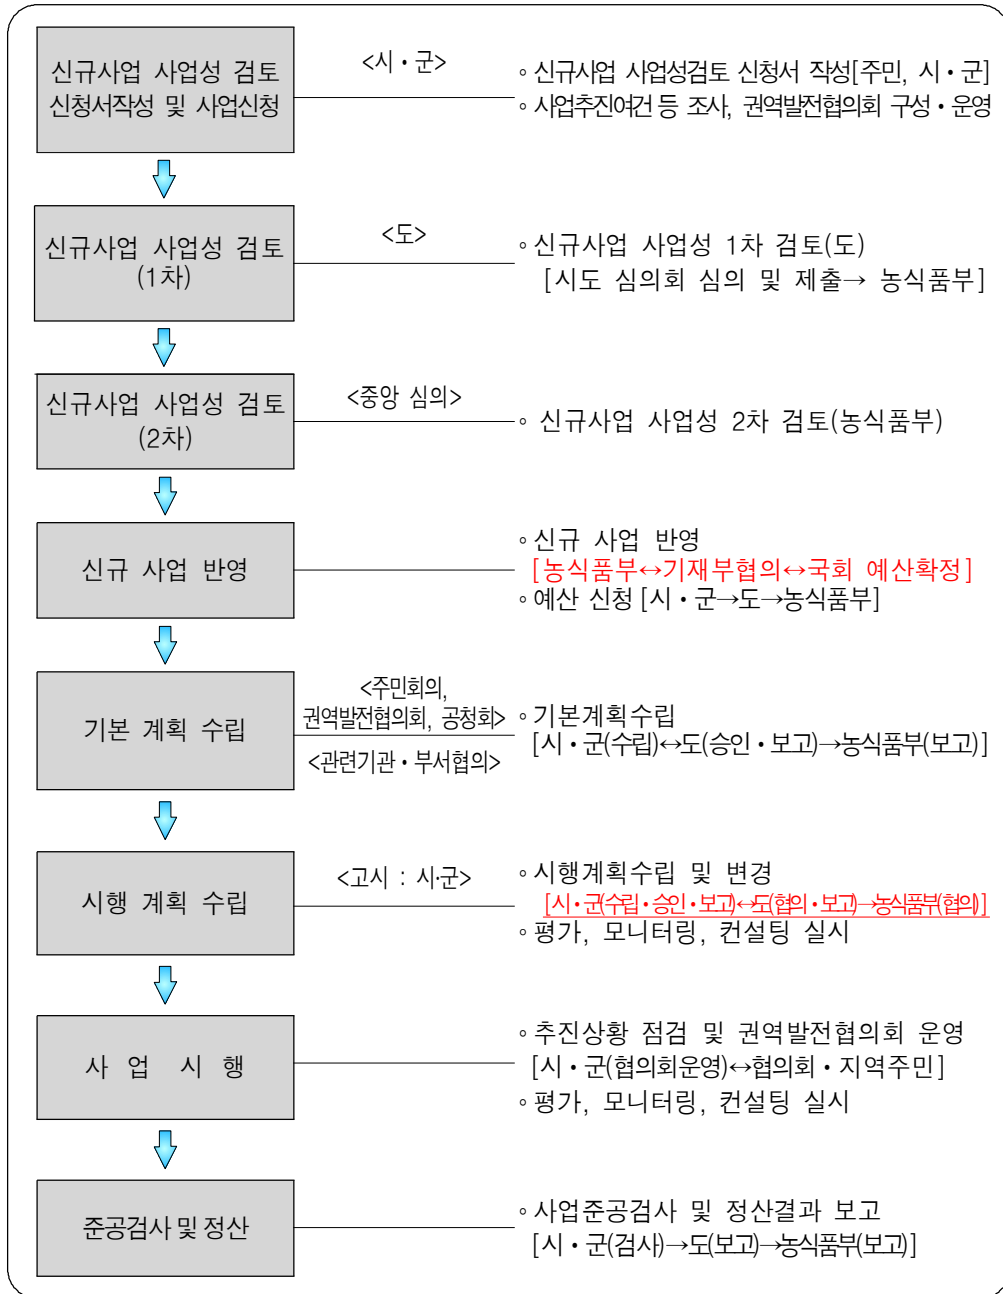 신규사업 사업성 검토
신청서작성 및 사업신청
<시・군>
◦ 신규사업 사업성검토 신청서 작성[주민, 시・군]
◦ 사업추진여건 등 조사, 권역발전협의회 구성・운영
신규사업 사업성 검토
(1차)
<도>
◦ 신규사업 사업성 1차 검토(도)
[시도 심의회 심의 및 제출→ 농식품부]
신규사업 사업성 검토
(2차)
<중앙 심의>
◦ 신규사업 사업성 2차 검토(농식품부)
신규 사업 반영
◦ 신규 사업 반영
[농식품부↔기재부협의↔국회 예산확정]
◦ 예산 신청 [시・군→도→농식품부]
기본 계획 수립
<주민회의,
권역발전협의회, 공청회>
<관련기관・부서협의>
◦ 기본계획수립
[시・군(수립)↔도(승인・보고)→농식품부(보고)]
시행 계획 수립
<고시 : 시·군>
◦ 시행계획수립 및 변경
[시・군(수립・승인・보고)↔도(협의・보고)→농식품부(협의)]
◦ 평가, 모니터링, 컨설팅 실시
사 업 시 행
◦ 추진상황 점검 및 권역발전협의회 운영
[시・군(협의회운영)↔협의회・지역주민]
◦ 평가, 모니터링, 컨설팅 실시
준공검사 및 정산
◦ 사업준공검사 및 정산결과 보고
[시・군(검사)→도(보고)→농식품부(보고)]